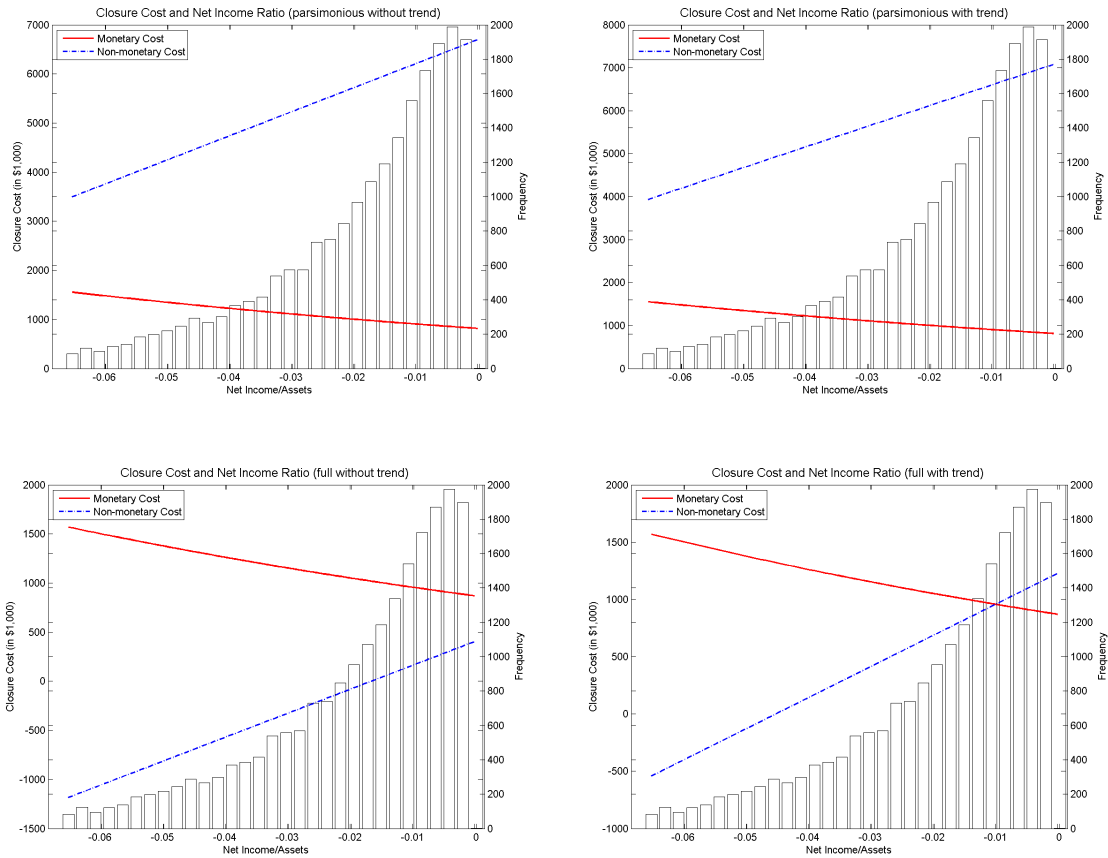 Closure Cost and Net Income Ratio (parsimonious without trend)
Monetary Cost
Non-monetary Cost
Closure Cost (in $1,000)
7000
6000
5000
4000
3000
2000
1000
0
2000
1800
1600
1400
1200
1000
800
600
400
200
0
Frequency
-0.06 -0.05 -0.04 -0.03 -0.02 -0.01 0
Net Income/Assets
Closure Cost and Net Income Ratio (parsimonious with trend)
Monetary Cost
Non-monetary Cost
Closure Cost (in $1,000)
8000
7000
6000
5000
4000
3000
2000
1000
0
2000
1800
1600
1400
1200
1000
800
600
400
200
0
Frequency
-0.06 -0.05 -0.04 -0.03 -0.02 -0.01 0
Net Income/Assets
Closure Cost and Net Income Ratio (full without trend)
Monetary Cost
Non-monetary Cost
Closure Cost (in $1,000)
2000
1500
1000
500
0
-500
-1000
-1500
2000
1800
1600
1400
1200
1000
800
600
400
200
0
Frequency
-0.06 -0.05 -0.04 -0.03 -0.02 -0.01 0
Net Income/Assets
Closure Cost and Net Income Ratio (full with trend)
Monetary Cost
Non-monetary Cost
Closure Cost (in $1,000)
2000
1500
1000
500
0
-500
-1000
2000
1800
1600
1400
1200
1000
800
600
400
200
0
Frequency
-0.06 -0.05 -0.04 -0.03 -0.02 -0.01 0
Net Income/Assets